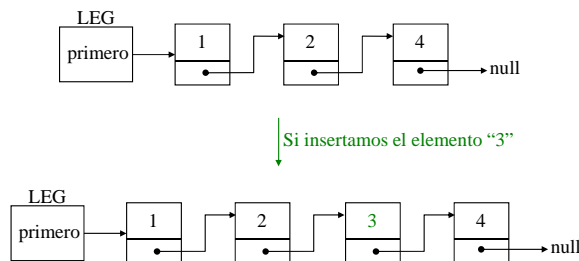 LEG
primero
1
2
4
null
Si insertamos el elemento “3”
LEG
primero
1
2
3
4
null